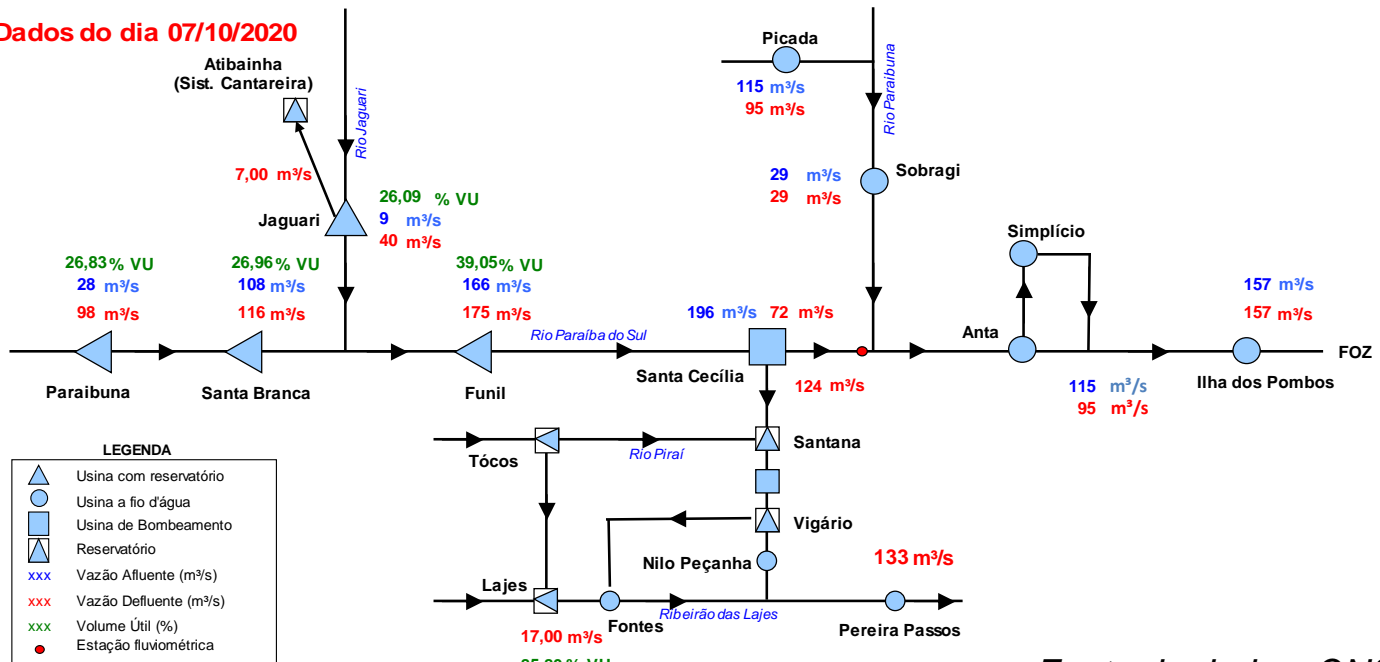 Dados do dia 07/10/2020
Atibainha
(Sist. Cantareira)
Rio Jaguari
7,00 m³/s
Jaguari
26,09 % VU
9 m³/s
40 m³/s
Picada
115 m³/s
95 m³/s
Rio Paraibuna
29 m³/s
29 m³/s
Sobragi
Simplício
26,83% VU
28 m³/s
98 m³/s
Paraibuna
26,96% VU
108 m³/s
116 m³/s
Santa Branca
39,05% VU
166 m³/s
175 m³/s
Funil
Rio Paraíba do Sul
196 m³/s 72 m³/s
Santa Cecília
124 m³/s
Anta
115 m³/s
95 m³/s
157 m³/s
157 m³/s
Ilha dos Pombos
FOZ
Tócos
Rio Piraí
Santana
Vigário
Nilo Peçanha
133 m³/s
Lajes
17,00 m³/s
Fontes
Ribeirão das Lajes
Pereira Passos
LEGENDA
Usina com reservatório
Usina a fio d'água
Usina de Bombeamento
Reservatório
xxx Vazão Afluente (m³/s)
xxx Vazão Defluente (m³/s)
xxx Volume Útil (%)
Estação fluviométrica